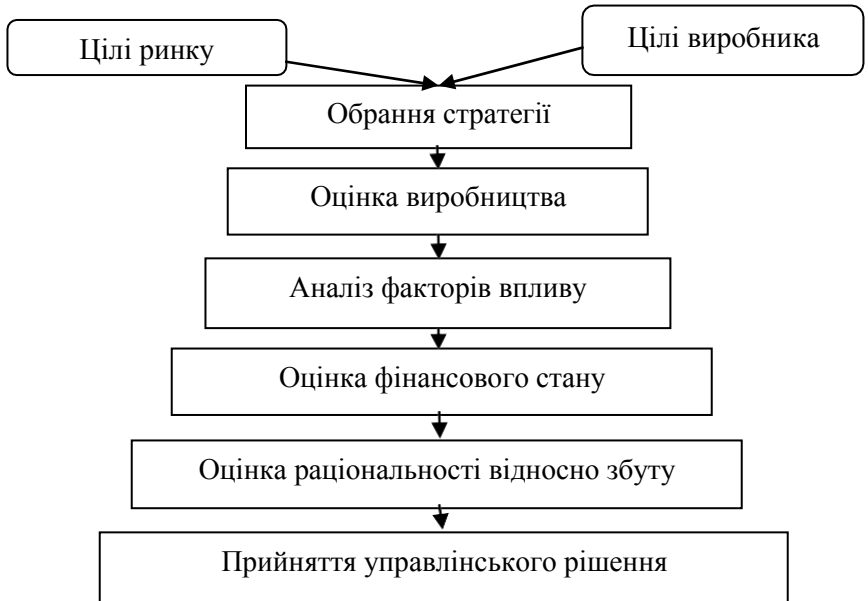 Цілі ринку
Цілі виробника
Обрання стратегії
Оцінка виробництва
Аналіз факторів впливу
Оцінка фінансового стану
Оцінка раціональності відносно збуту
Прийняття управлінського рішення